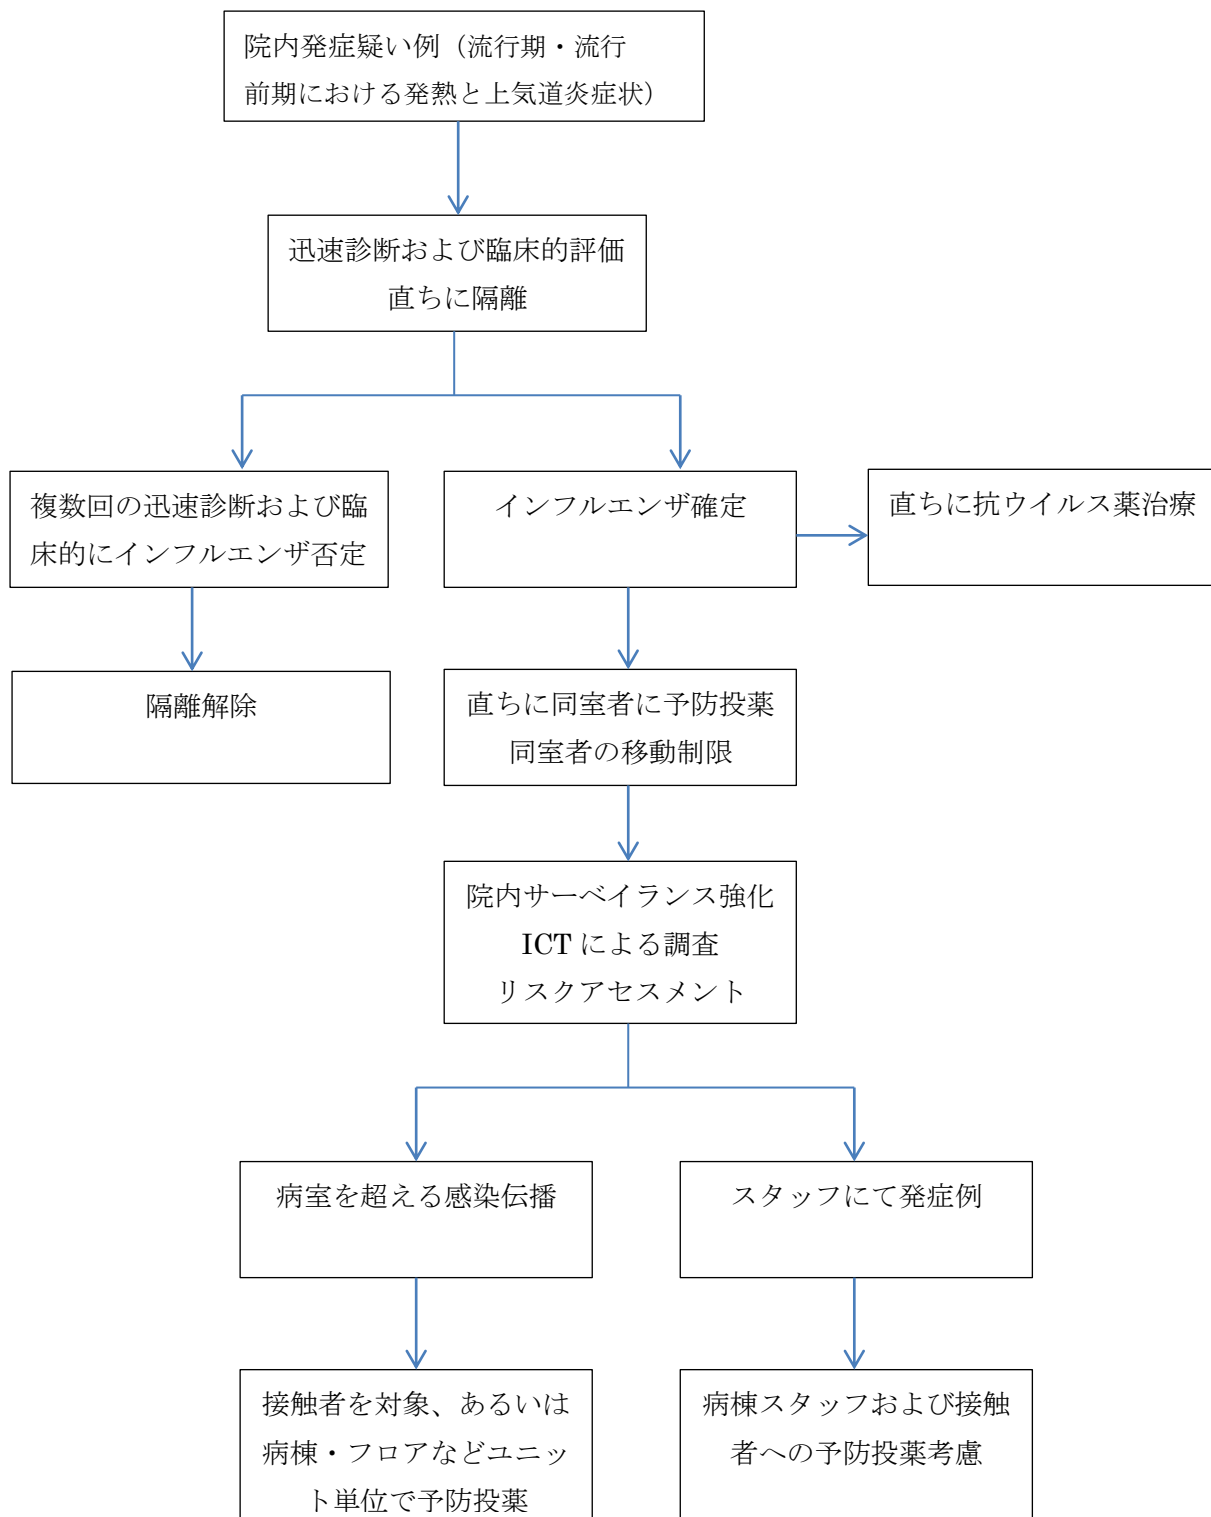 院内発症疑い例（流行期・流行
前期における発熱と上気道炎症状）
迅速診断および臨床的評価
直ちに隔離
複数回の迅速診断および臨
床的にインフルエンザ否定
インフルエンザ確定
直ちに抗ウイルス薬治療
隔離解除
直ちに同室者に予防投薬
同室者の移動制限
院内サーベイランス強化
ICT による調査
リスクアセスメント
病室を超える感染伝播
スタッフにて発症例
接触者を対象、あるいは
病棟・フロアなどユニッ
ト単位で予防投薬
病棟スタッフおよび接触
者への予防投薬考慮